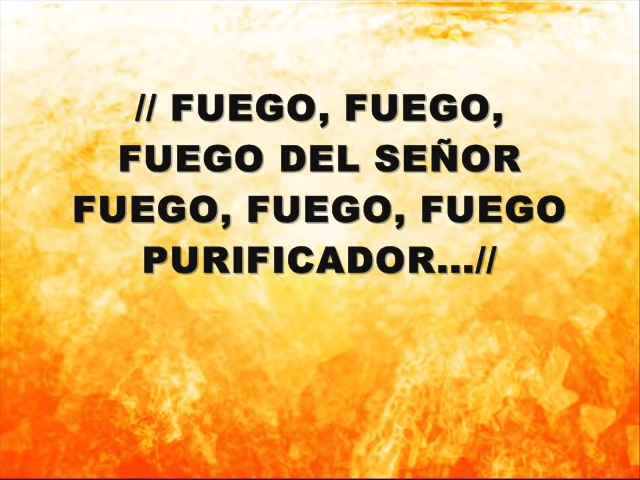 // FUEGO, FUEGO,
FUEGO DEL SEÑOR
FUEGO, FUEGO, FUEGO
PURIFICADOR...//